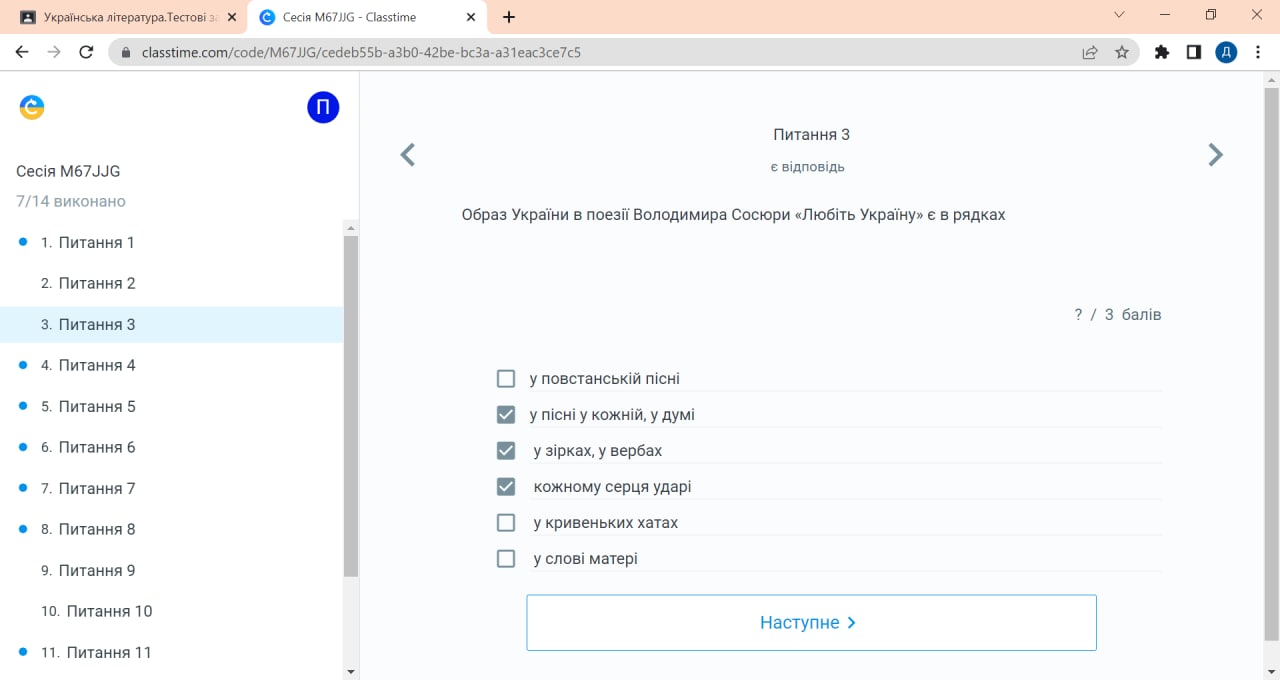 Українська література.Тестові за
Сесія M67JJG - Classtime
classtime.com/code/M67JJG/cedeb55b-a3b0-42be-bc3a-a31eac3ce7c5
Д
П
Сесія M67JJG
7/14 виконано
1. Питання 1
2. Питання 2
3. Питання 3
4. Питання 4
5. Питання 5
6. Питання 6
7. Питання 7
8. Питання 8
9. Питання 9
10. Питання 10
11. Питання 11
Питання 3
є відповідь
Образ України в поезії Володимира Сосюри «Любіть Україну» є в рядках
? / 3 балів
у повстанській пісні
у пісні у кожній, у думі
у зірках, у вербах
кожному серця ударі
у кривеньких хатах
у слові матері
Наступне